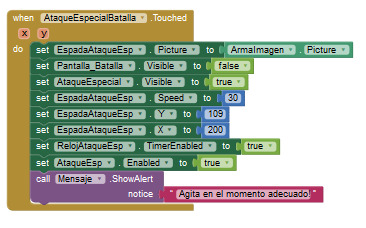 when AtaqueEspecialBatalla .Touched
x y
do set EspadaAtaqueEsp . Picture to ArmaImagen . Picture
set Pantalla_Batalla . Visible to false
set AtaqueEspecial . Visible to true
set EspadaAtaqueEsp . Speed to 30
set EspadaAtaqueEsp . Y to 109
set EspadaAtaqueEsp . X to 200
set RelojAtaqueEsp . TimerEnabled to true
set AtaqueEsp . Enabled to true
call Mensaje .ShowAlert
notice " Agita en el momento adecuado. "